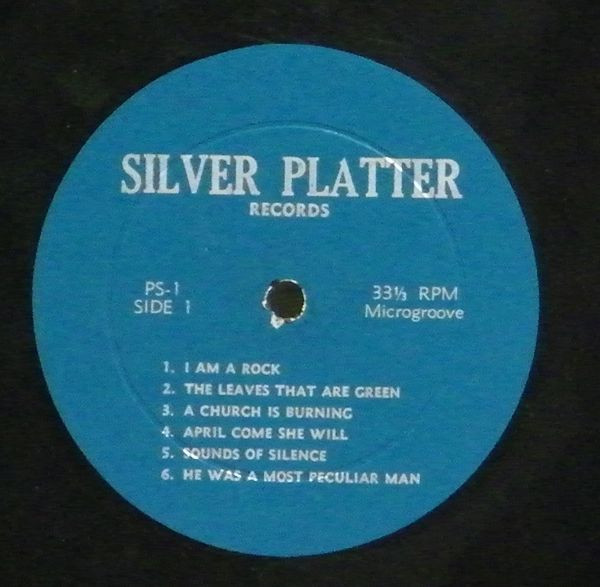 SILVER PLATTER
RECORDS
PS-1
SIDE 1
33⅓ RPM
Microgroove
1. I AM A ROCK
2. THE LEAVES THAT ARE GREEN
3. A CHURCH IS BURNING
4. APRIL COME SHE WILL
5. SOUNDS OF SILENCE
6. HE WAS A MOST PECULIAR MAN